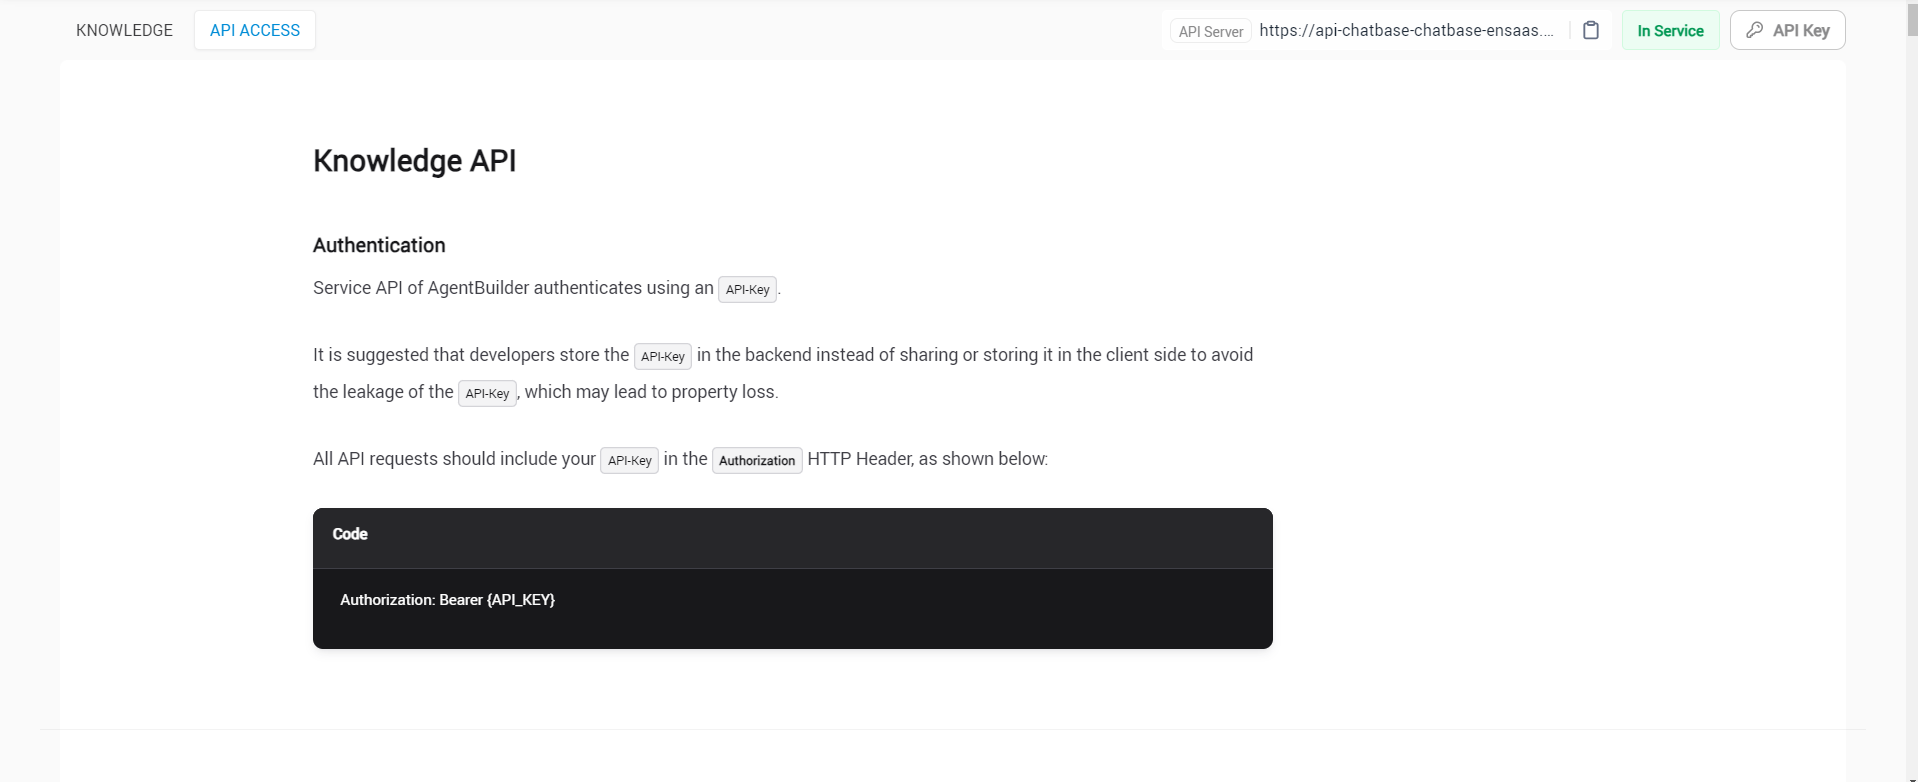 KNOWLEDGE API ACCESS API Server https://api-chatbase-chatbase-ensaas.... In Service API Key
Knowledge API
Authentication
Service API of AgentBuilder authenticates using an API-Key.
It is suggested that developers store the API-Key in the backend instead of sharing or storing it in the client side to avoid
the leakage of the API-Key, which may lead to property loss.
All API requests should include your API-Key in the Authorization HTTP Header, as shown below:
Code
Authorization: Bearer {API_KEY}